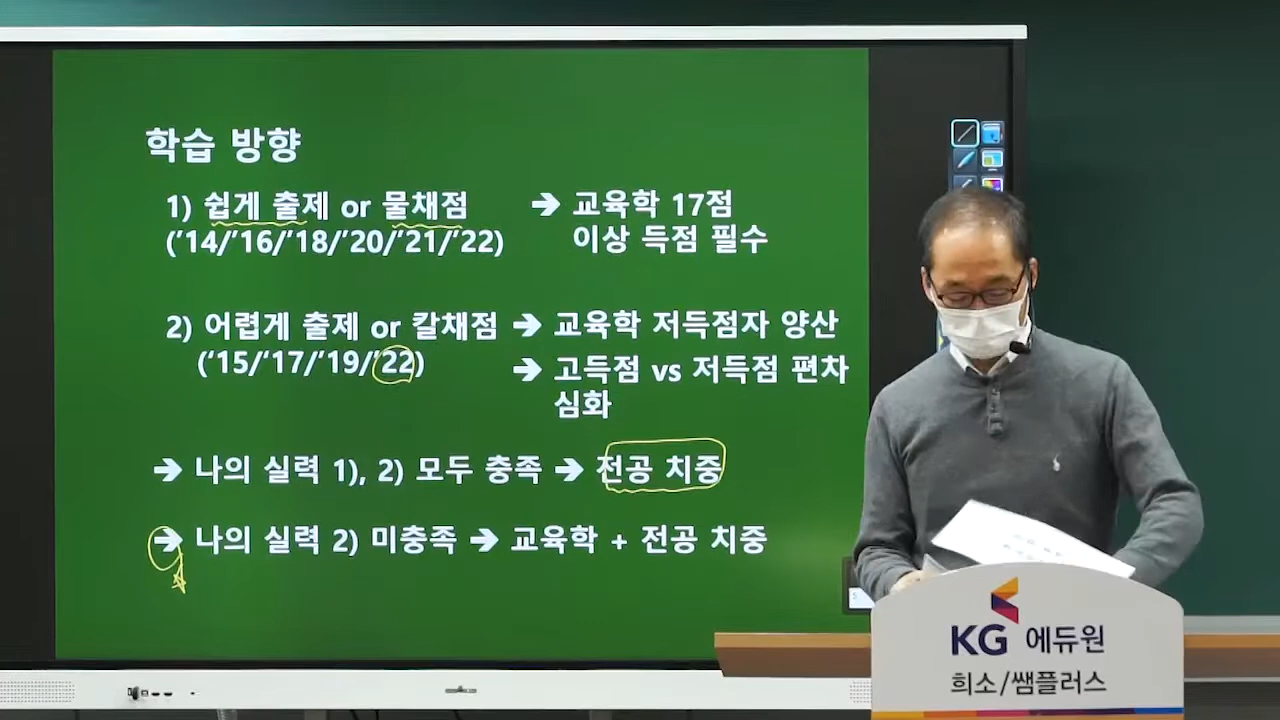 학습 방향
1) 쉽게 출제 or 물채점 ➔ 교육학 17점
('14/'16/'18/'20/'21/'22) 이상 득점 필수
2) 어렵게 출제 or 칼채점 ➔ 교육학 저득점자 양산
('15/'17/'19/'22) ➔ 고득점 vs 저득점 편차
심화
➔ 나의 실력 1), 2) 모두 충족 ➔ 전공 치중
➔ 나의 실력 2) 미충족 ➔ 교육학 + 전공 치중
KG 에듀원
희소/쌤플러스